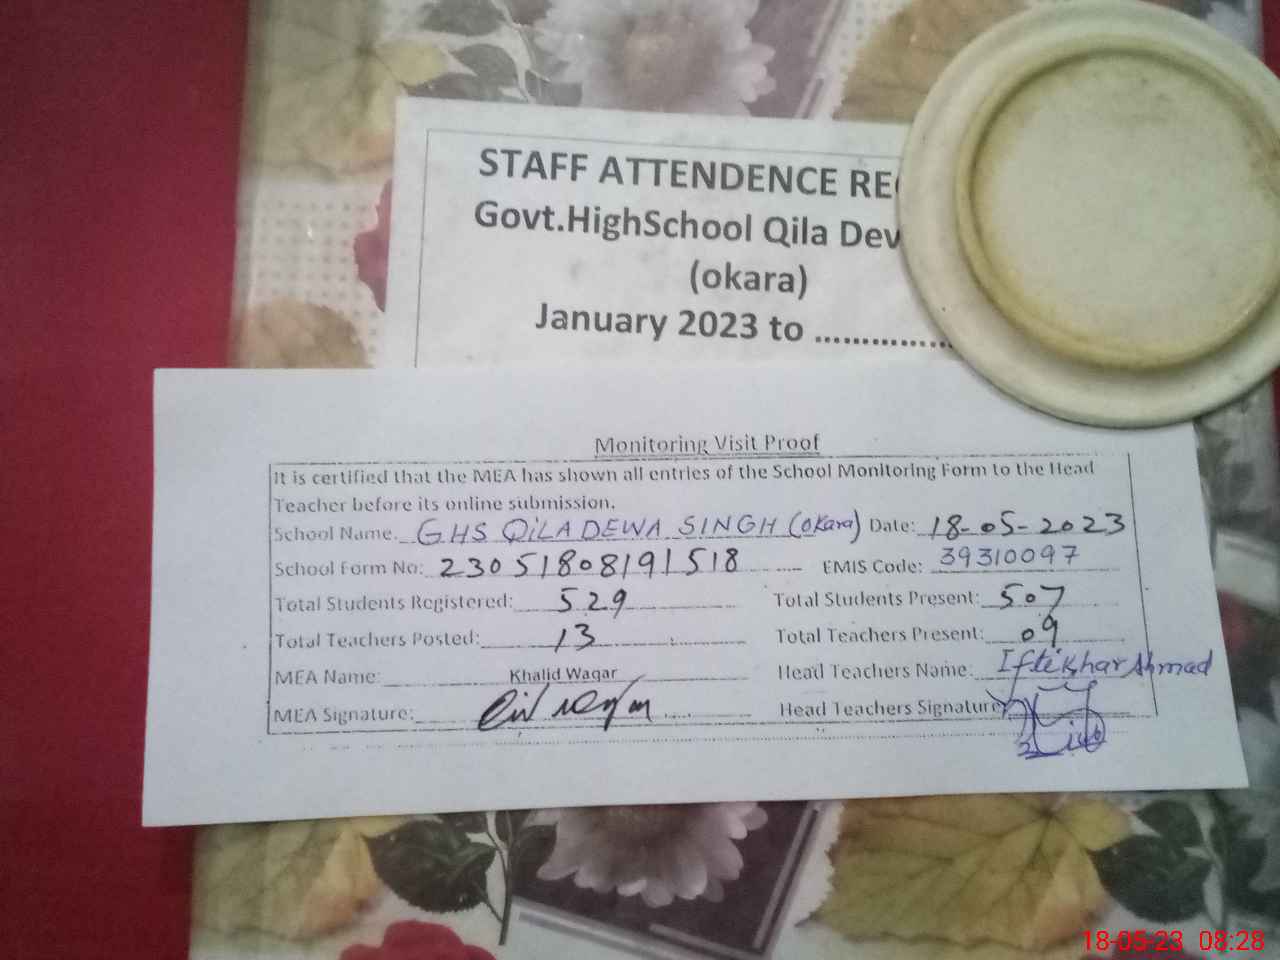 STAFF ATTENDENCE
Govt.HighSchool Qila
(okara)
January 2023 to ................
Monitoring Visit Proof
It is certified that the MEA has shown all entries of the School Monitoring Form to the Head
Teacher before its online submission.
School Name. GHS QILA DEWA SINGH (Okara) Date: 18-05-2023
School Form No: 23051808191518 EMIS Code: 39310097
Total Students Registered: 529 Total Students Present: 507
Total Teachers Posted: 13 Total Teachers Present: 09
MEA Name: Khalid Waqar Head Teachers Name: Iftikhar Ahmad
MEA Signature: Head Teachers Signature
18-05-23 08:28